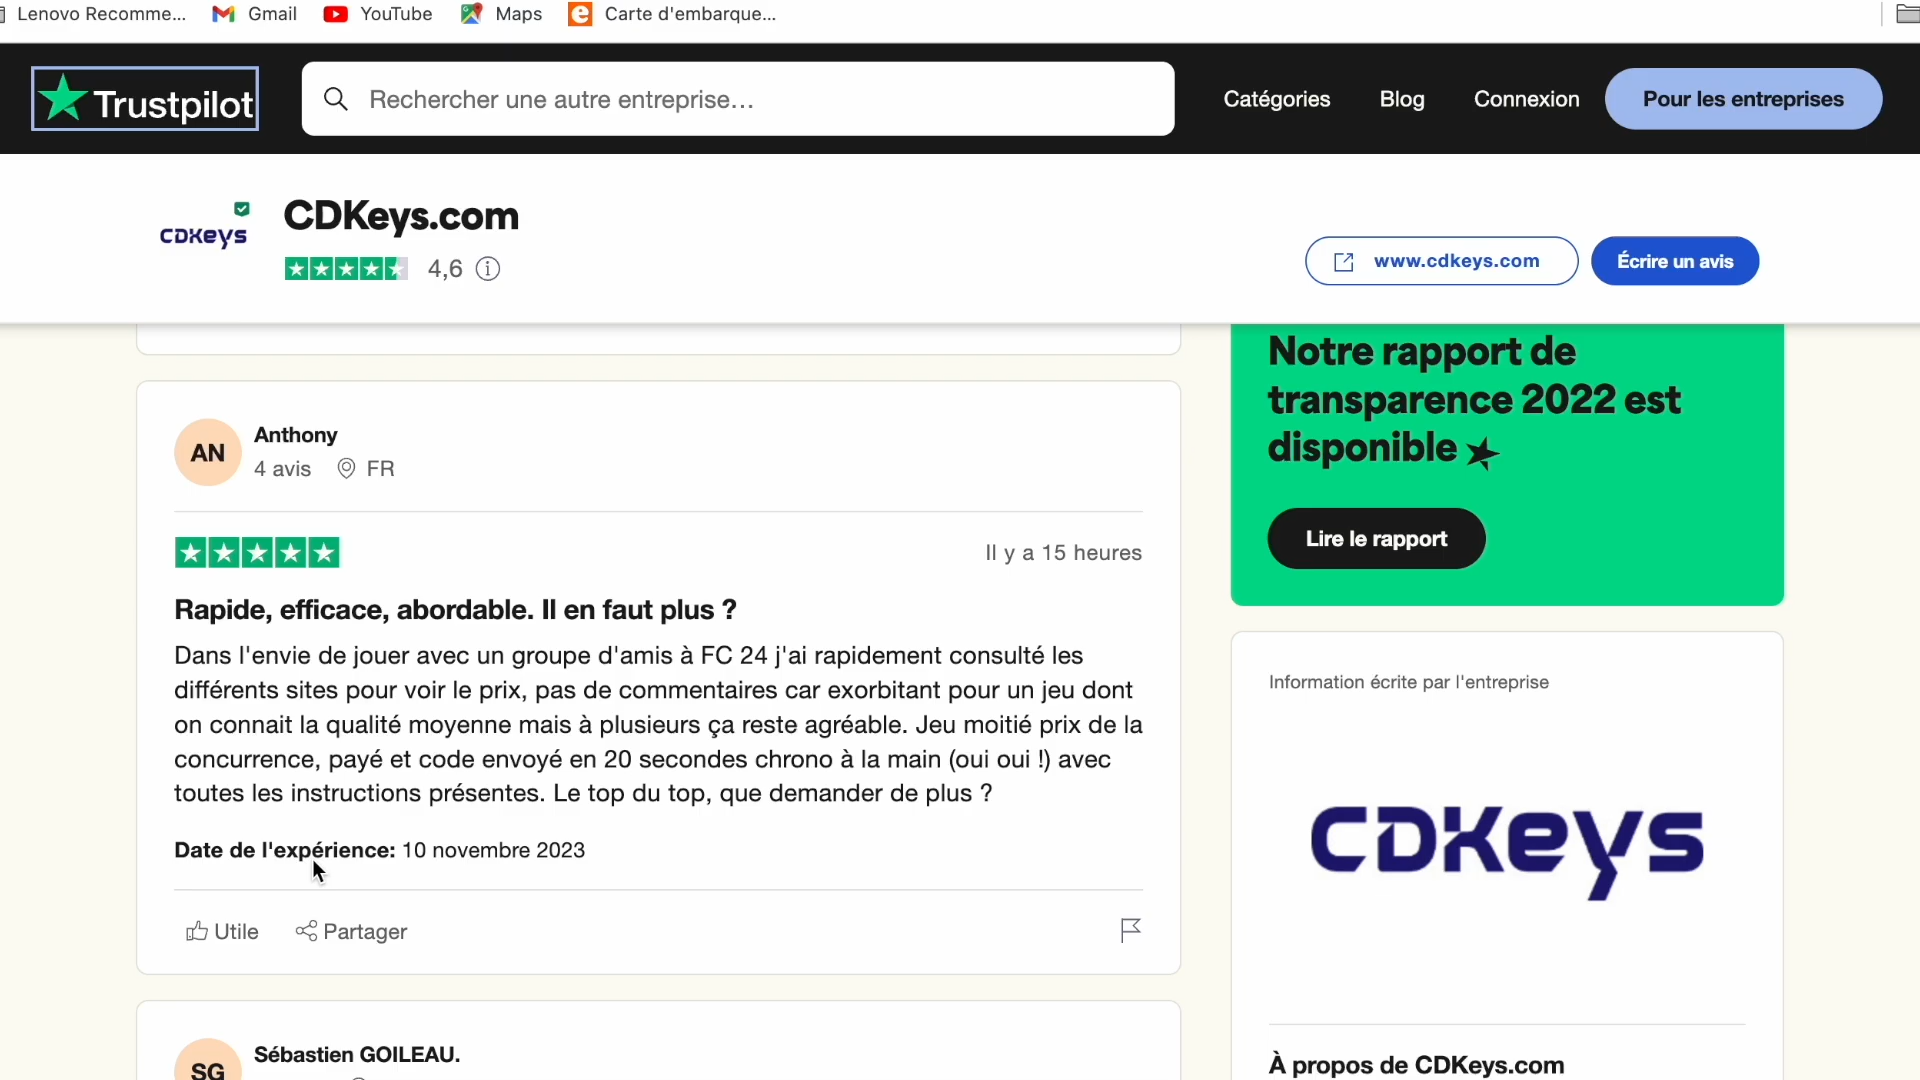 Lenovo Recomme...
Gmail
YouTube
Maps
Carte d'embarque...
Trustpilot
Rechercher une autre entreprise…
Catégories
Blog
Connexion
Pour les entreprises
CDKeys
CDKeys.com
4,6
www.cdkeys.com
Écrire un avis
AN
Anthony
4 avis
FR
Il y a 15 heures
Rapide, efficace, abordable. Il en faut plus ?
Dans l'envie de jouer avec un groupe d'amis à FC 24 j'ai rapidement consulté les
différents sites pour voir le prix, pas de commentaires car exorbitant pour un jeu dont
on connait la qualité moyenne mais à plusieurs ça reste agréable. Jeu moitié prix de la
concurrence, payé et code envoyé en 20 secondes chrono à la main (oui oui !) avec
toutes les instructions présentes. Le top du top, que demander de plus ?
Date de l'expérience: 10 novembre 2023
Utile
Partager
SG
Sébastien GOILEAU.
Notre rapport de
transparence 2022 est
disponible
Lire le rapport
Information écrite par l'entreprise
CDKeys
À propos de CDKeys.com